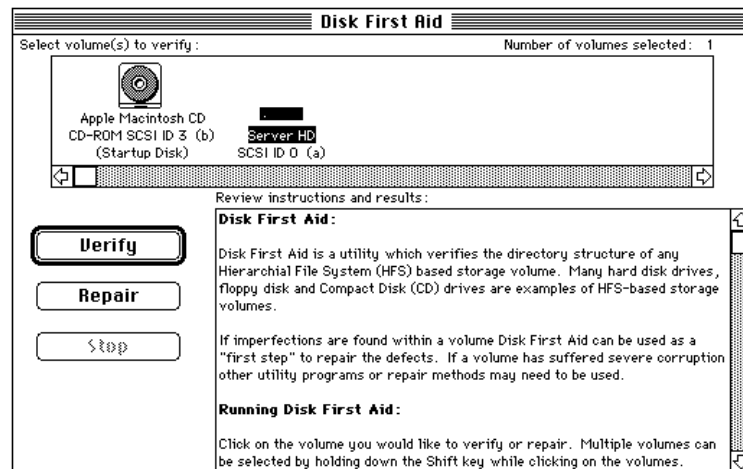 Disk First Aid
Select volume(s) to verify:
Number of volumes selected: 1
Apple Macintosh CD
CD-ROM SCSI ID 3 (b)
(Startup Disk)
Server HD
SCSI ID 0 (a)
Review instructions and results:
Verify
Repair
Stop
Disk First Aid:
Disk First Aid is a utility which verifies the directory structure of any
Hierarchial File System (HFS) based storage volume. Many hard disk drives,
floppy disk and Compact Disk (CD) drives are examples of HFS-based storage
volumes.
If imperfections are found within a volume Disk First Aid can be used as a
"first step" to repair the defects. If a volume has suffered severe corruption
other utility programs or repair methods may need to be used.
Running Disk First Aid:
Click on the volume you would like to verify or repair. Multiple volumes can
be selected by holding down the Shift key while clicking on the volumes.